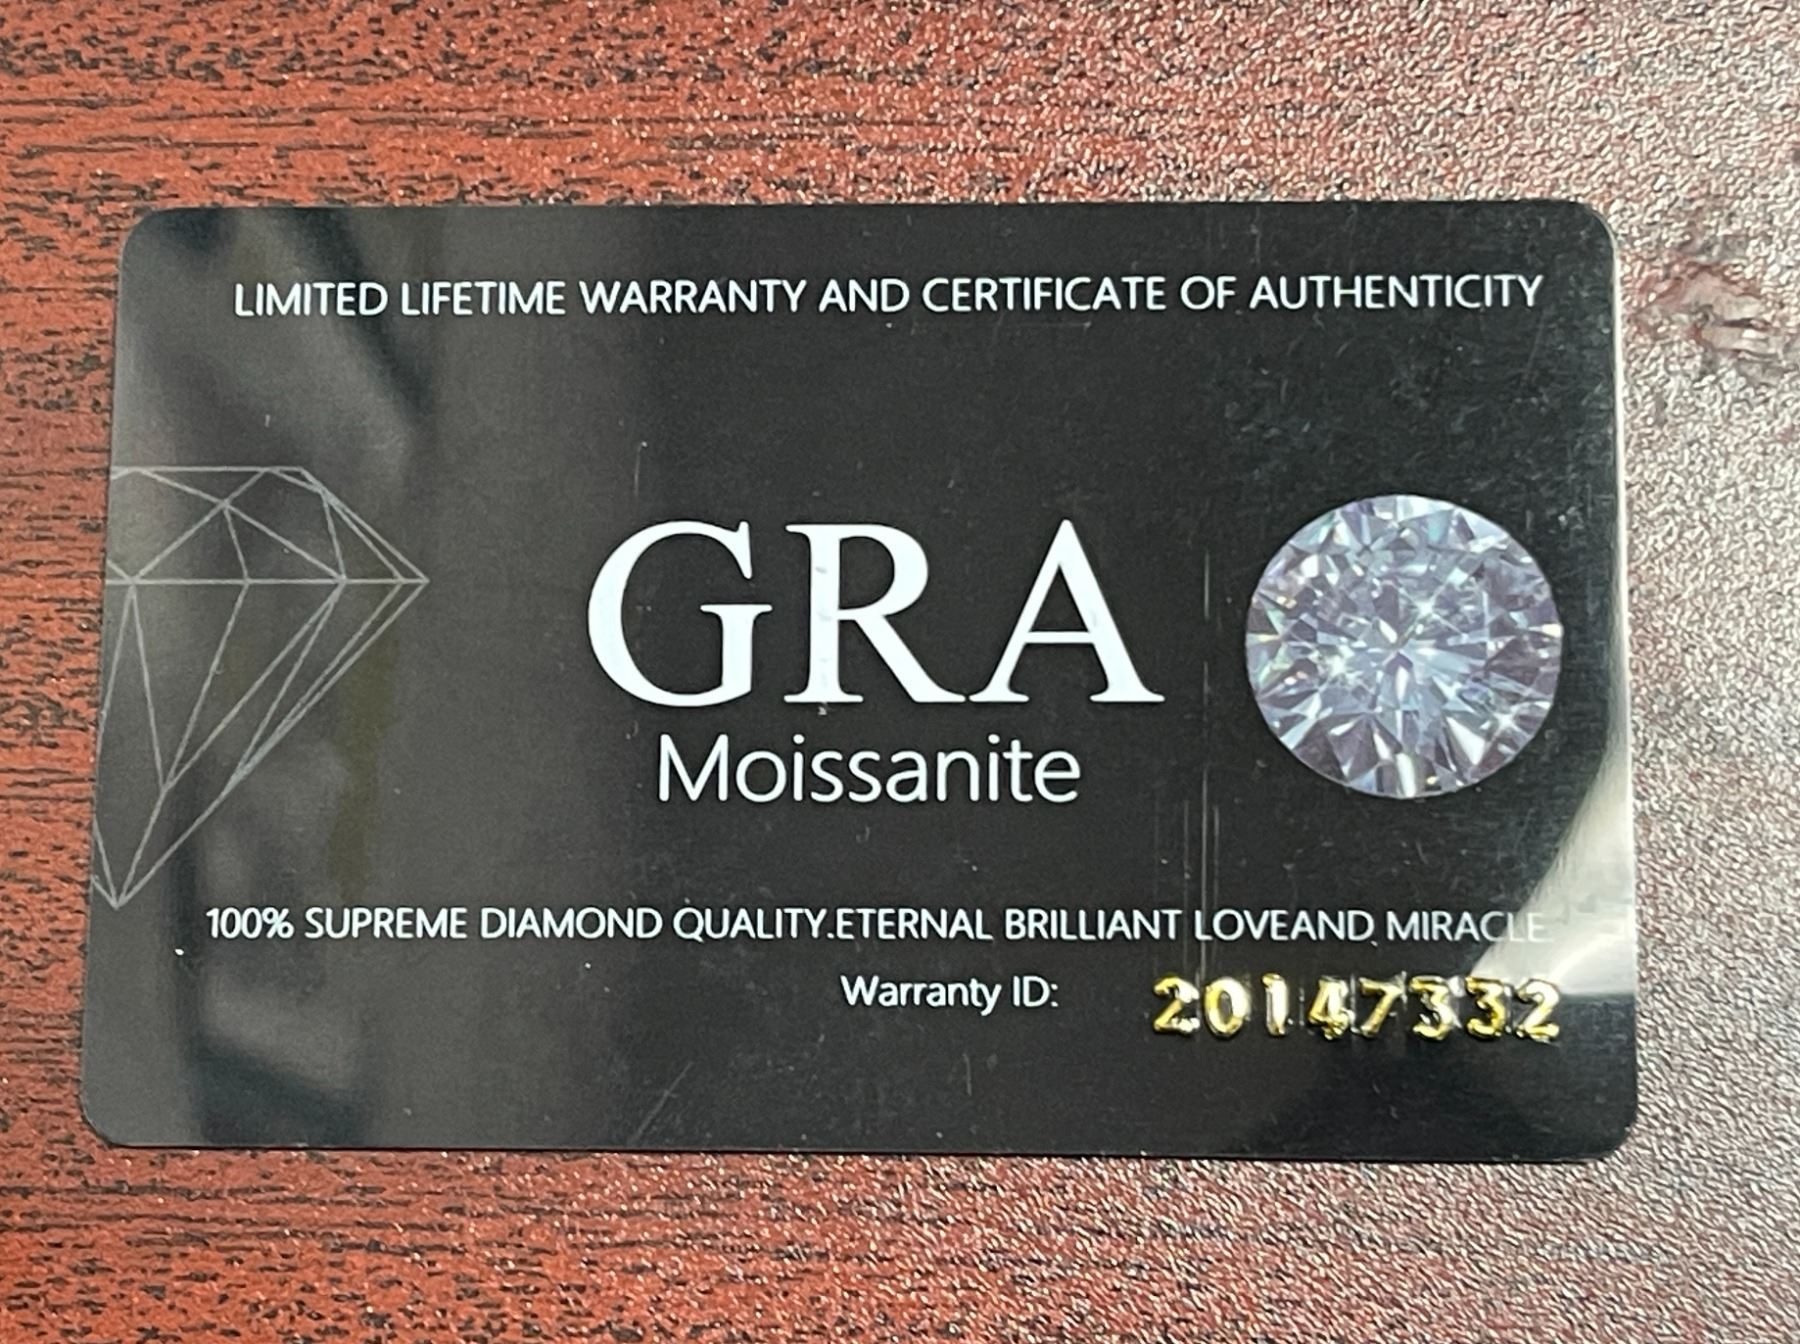 LIMITED LIFETIME WARRANTY AND CERTIFICATE OF AUTHENTICITY
GRA
Moissanite
100% SUPREME DIAMOND QUALITY.ETERNAL BRILLIANT LOVEAND MIRACLE
Warranty ID: 20147332